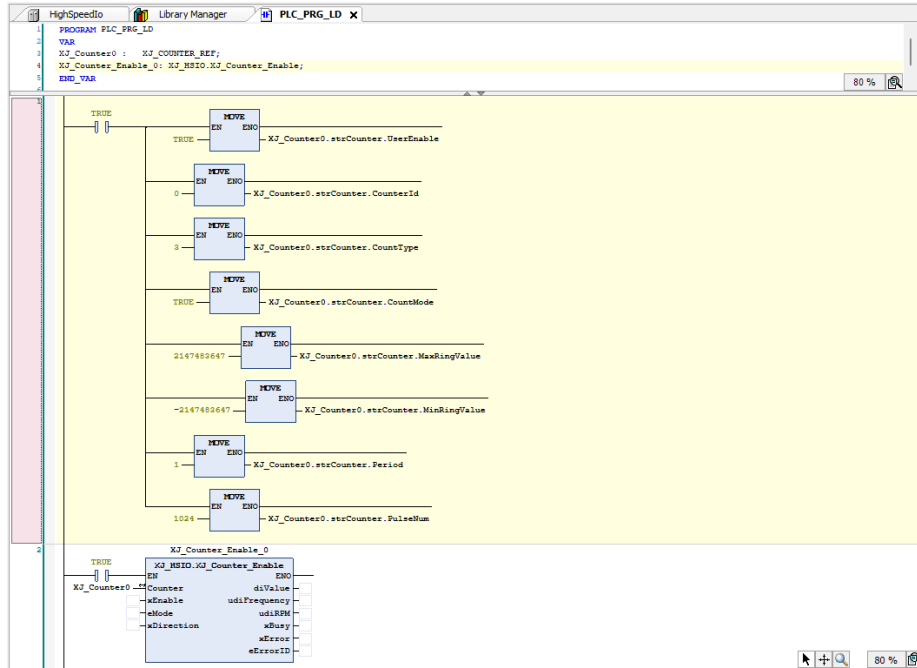 HighSpeedIo Library Manager PLC_PRG_LD
1 PROGRAM PLC_PRG_LD
2 VAR
3 XJ_Counter0 : XJ_COUNTER_REF;
4 XJ_Counter_Enable_0: XJ_HSIO.XJ_Counter_Enable;
5 END_VAR
6
80 %
1
TRUE
MOVE
EN ENO
TRUE XJ_Counter0.strCounter.UserEnable
MOVE
EN ENO
0 XJ_Counter0.strCounter.CounterId
MOVE
EN ENO
3 XJ_Counter0.strCounter.CountType
MOVE
EN ENO
TRUE XJ_Counter0.strCounter.CountMode
MOVE
EN ENO
2147483647 XJ_Counter0.strCounter.MaxRingValue
MOVE
EN ENO
-2147483647 XJ_Counter0.strCounter.MinRingValue
MOVE
EN ENO
1 XJ_Counter0.strCounter.Period
MOVE
EN ENO
1024 XJ_Counter0.strCounter.PulseNum
2
XJ_Counter_Enable_0
TRUE
XJ_HSIO.XJ_Counter_Enable
EN ENO
XJ_Counter0 Counter diValue
xEnable udiFrequency
eMode udiRPM
xDirection xBusy
xError
eErrorID
80 %